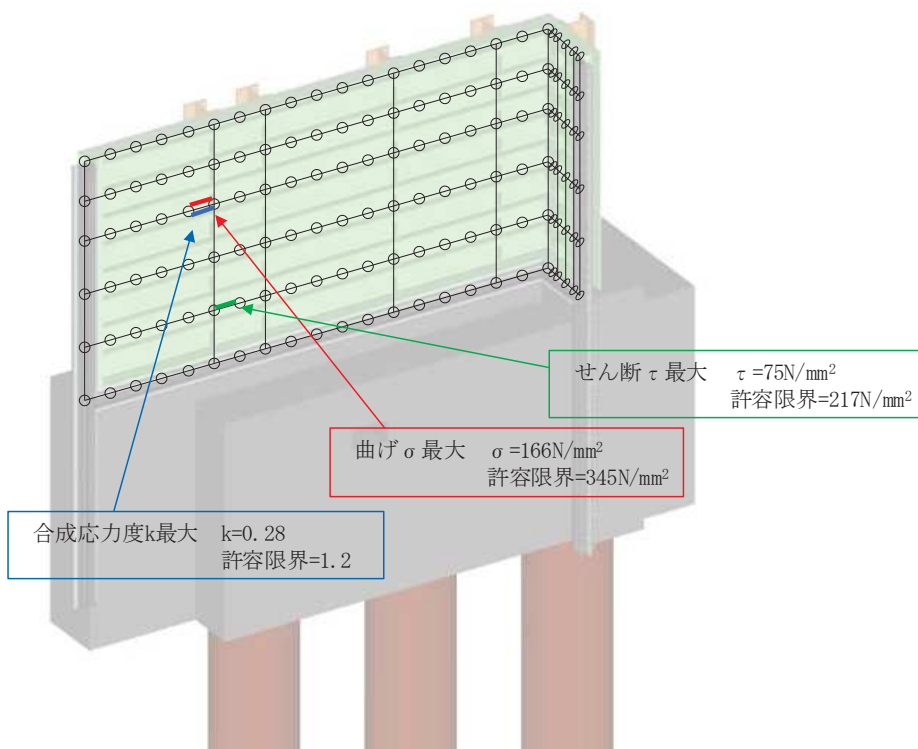 せん断τ最大　τ=75N/mm²
許容限界=217N/mm²
曲げσ最大　σ=166N/mm²
許容限界=345N/mm²
合成応力度k最大　k=0.28
許容限界=1.2